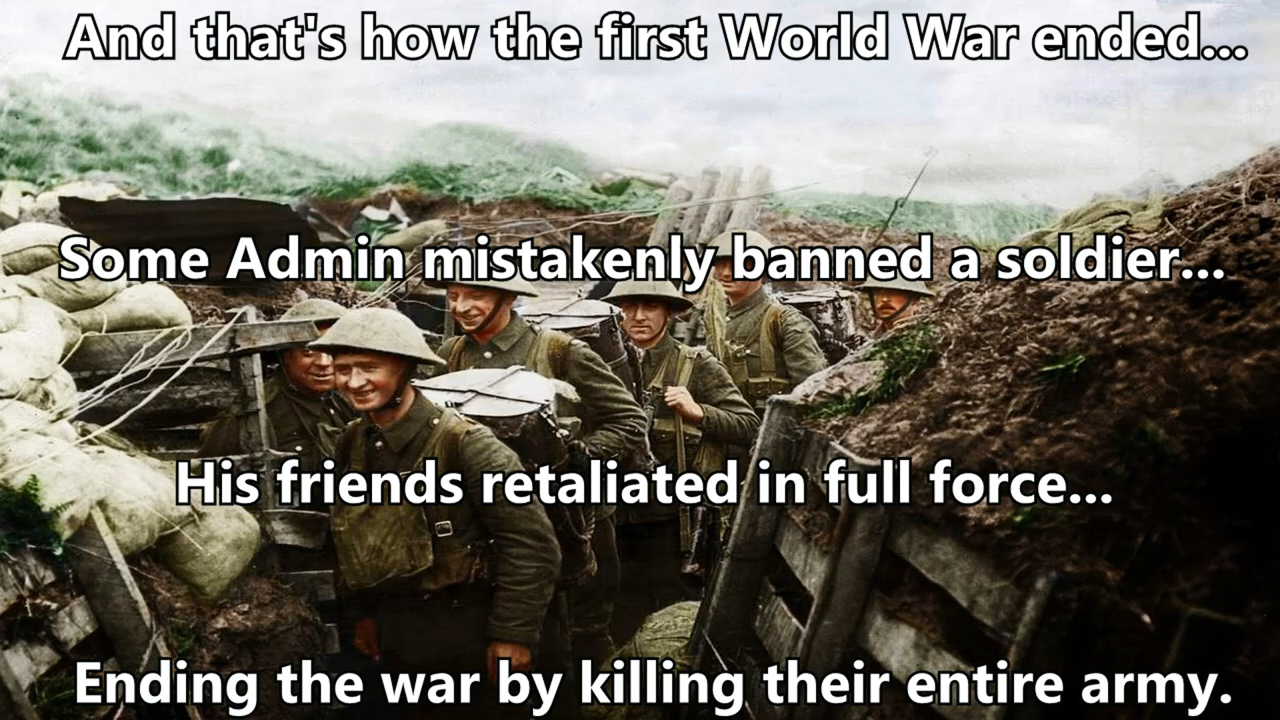 And that's how the first World War ended...
Some Admin mistakenly banned a soldier...
His friends retaliated in full force...
Ending the war by killing their entire army.